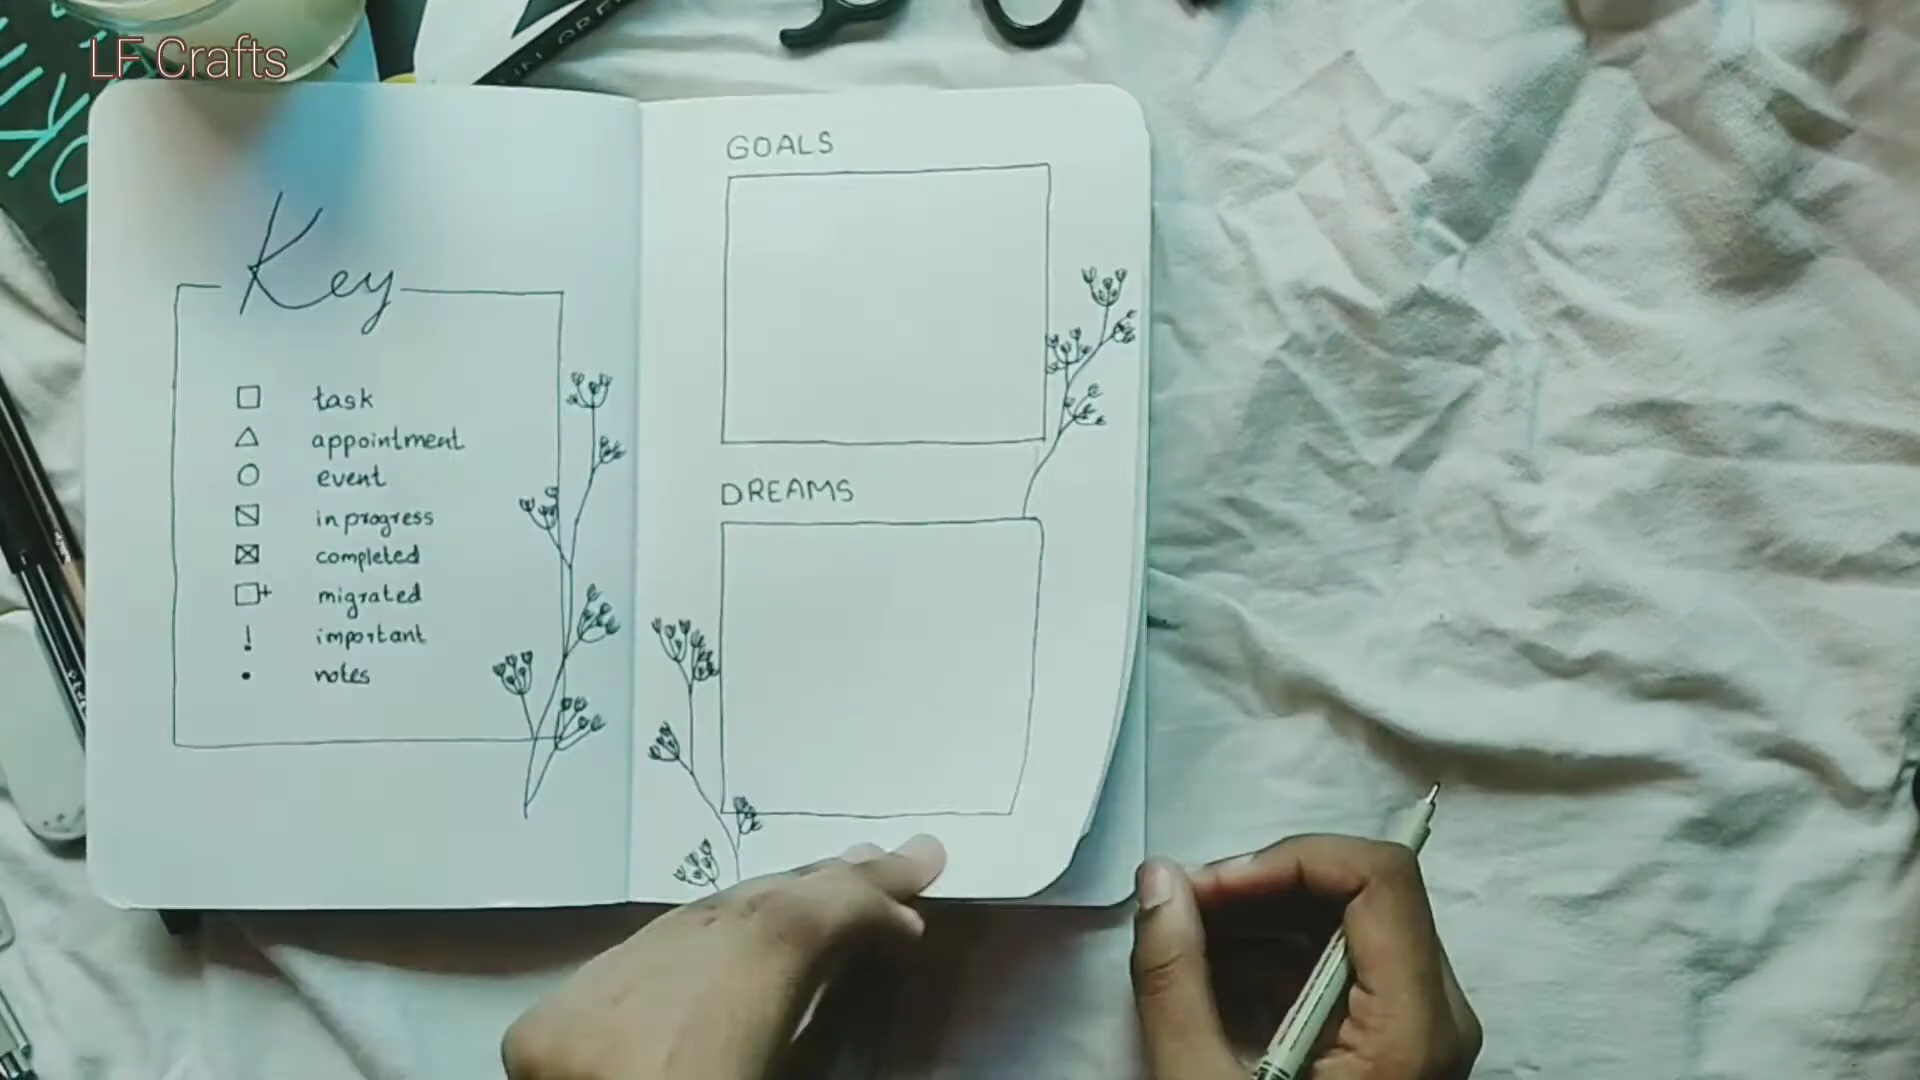 LF Crafts
Key
task
appointment
event
in progress
completed
migrated
important
notes
GOALS
DREAMS